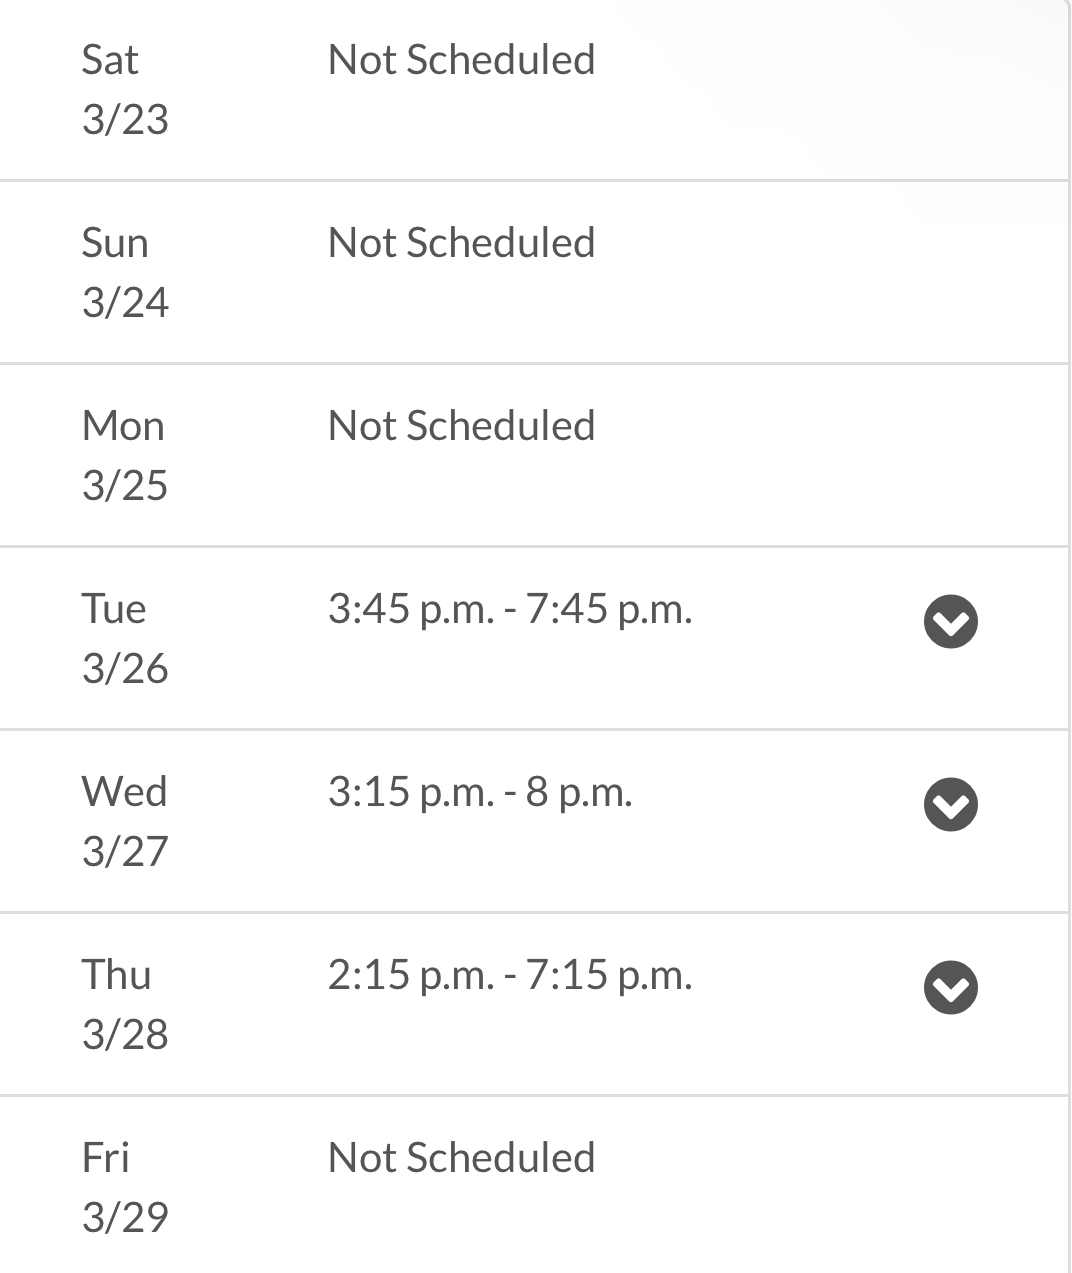 Sat Not Scheduled
3/23
Sun Not Scheduled
3/24
Mon Not Scheduled
3/25
Tue 3:45 p.m. - 7:45 p.m.
3/26
Wed 3:15 p.m. - 8 p.m.
3/27
Thu 2:15 p.m. - 7:15 p.m.
3/28
Fri Not Scheduled
3/29